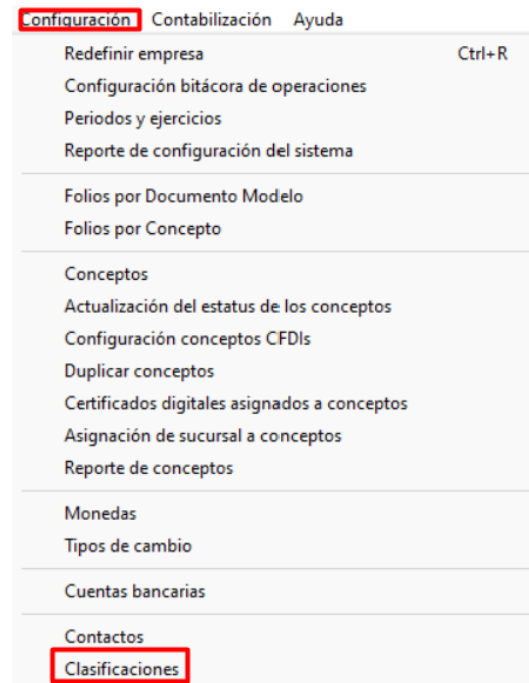 Configuración Contabilización Ayuda
Redefinir empresa Ctrl+R
Configuración bitácora de operaciones
Periodos y ejercicios
Reporte de configuración del sistema
Folios por Documento Modelo
Folios por Concepto
Conceptos
Actualización del estatus de los conceptos
Configuración conceptos CFDIs
Duplicar conceptos
Certificados digitales asignados a conceptos
Asignación de sucursal a conceptos
Reporte de conceptos
Monedas
Tipos de cambio
Cuentas bancarias
Contactos
Clasificaciones